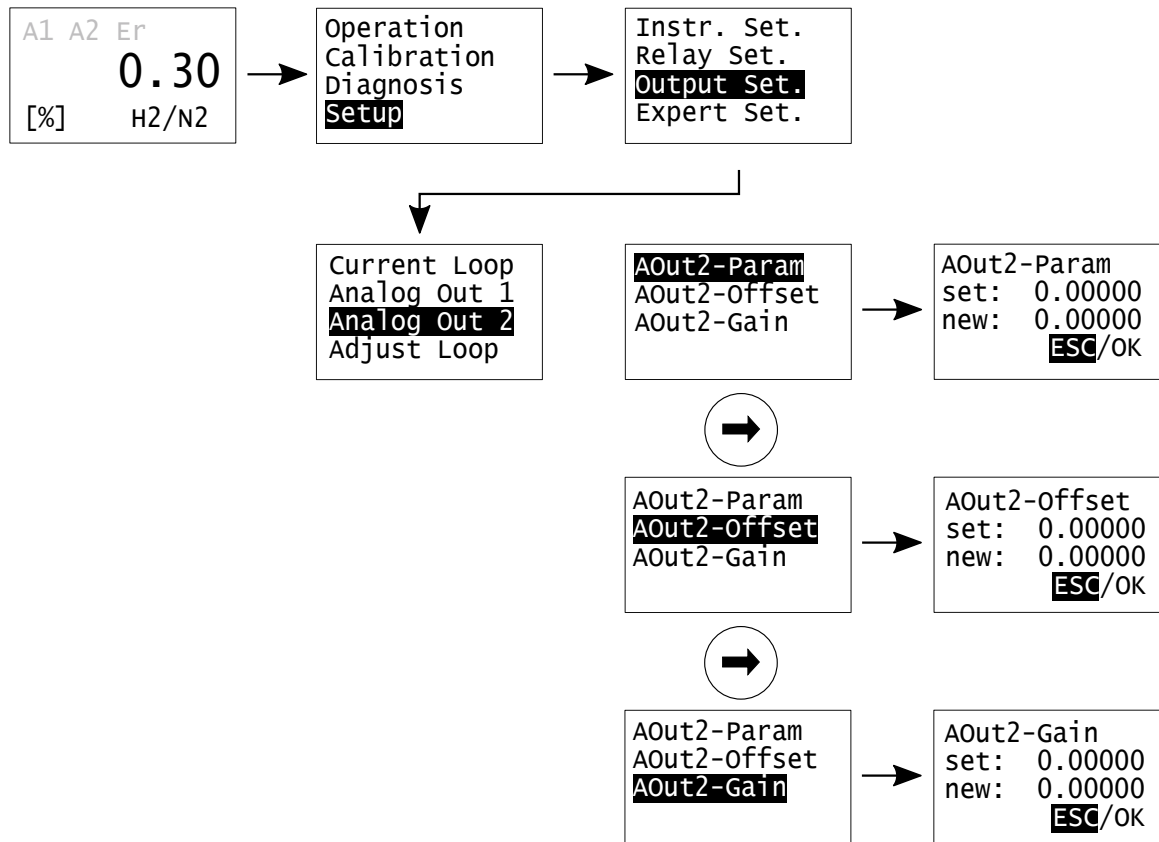 A1 A2 Er
0.30
[%] H2/N2
Operation
Calibration
Diagnosis
Setup
Instr. Set.
Relay Set.
Output Set.
Expert Set.
Current Loop
Analog Out 1
Analog Out 2
Adjust Loop
AOut2-Param
AOut2-Offset
AOut2-Gain
AOut2-Param
set: 0.00000
new: 0.00000
ESC/OK
AOut2-Param
AOut2-Offset
AOut2-Gain
AOut2-Offset
set: 0.00000
new: 0.00000
ESC/OK
AOut2-Param
AOut2-Offset
AOut2-Gain
AOut2-Gain
set: 0.00000
new: 0.00000
ESC/OK